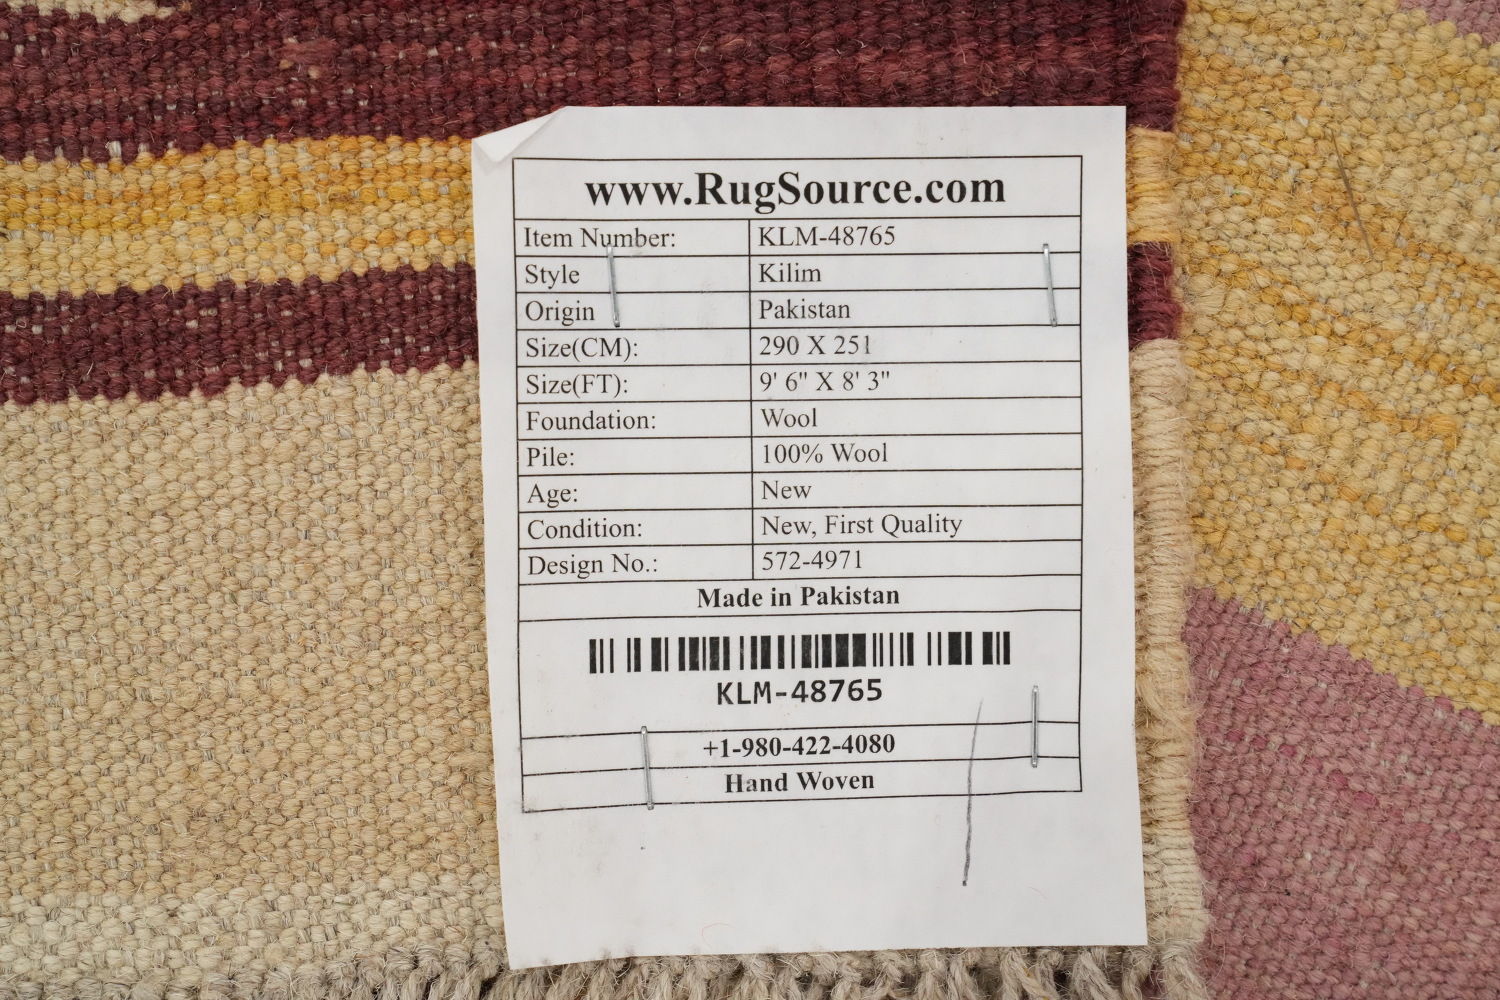 www.RugSource.com
Item Number: KLM-48765
Style Kilim
Origin Pakistan
Size(CM): 290 X 251
Size(FT): 9' 6" X 8' 3"
Foundation: Wool
Pile: 100% Wool
Age: New
Condition: New, First Quality
Design No.: 572-4971
Made in Pakistan
KLM-48765
+1-980-422-4080
Hand Woven